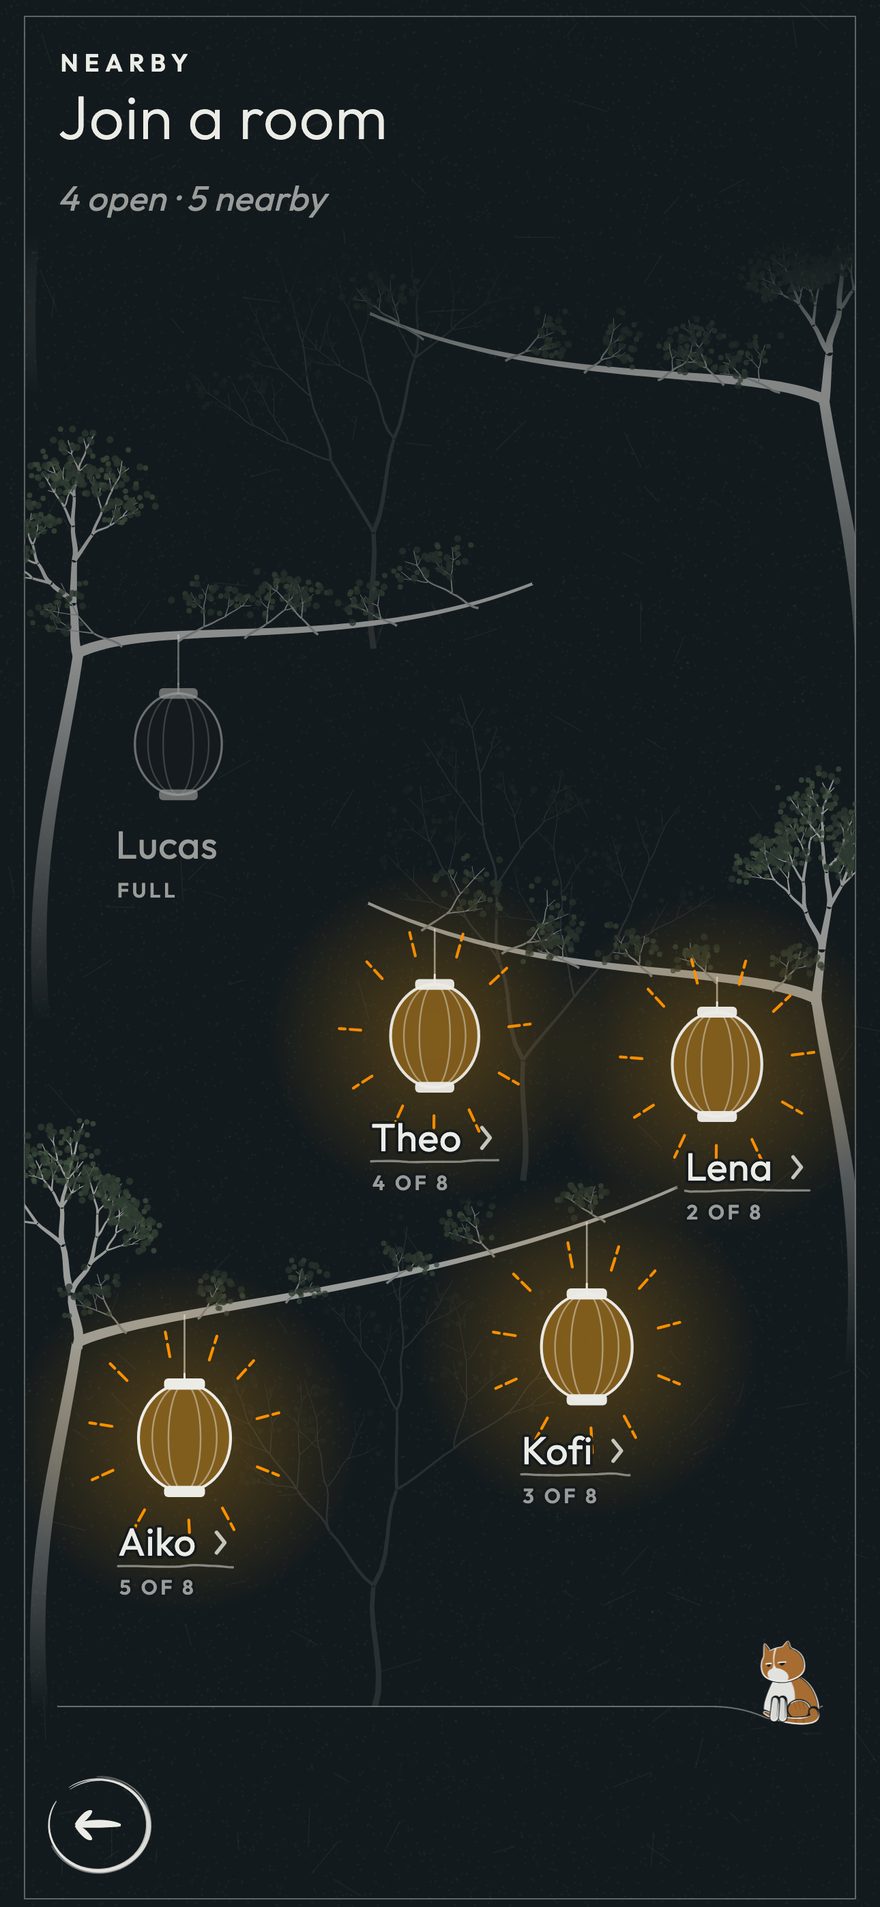 NEARBY
Join a room
4 open · 5 nearby
Lucas
FULL
Theo
4 OF 8
Lena
2 OF 8
Kofi
3 OF 8
Aiko
5 OF 8